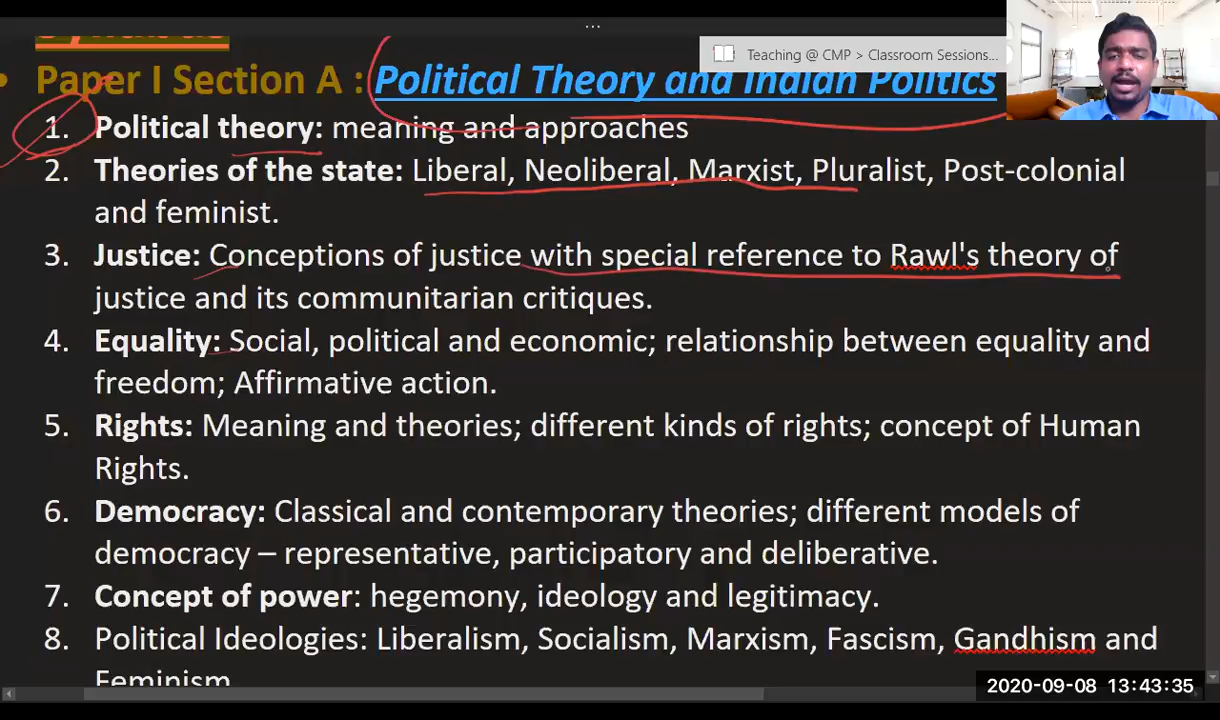 Teaching @ CMP > Classroom Sessions...
• Paper I Section A : Political Theory and Indian Politics
1. Political theory: meaning and approaches
2. Theories of the state: Liberal, Neoliberal, Marxist, Pluralist, Post-colonial
and feminist.
3. Justice: Conceptions of justice with special reference to Rawl's theory of
justice and its communitarian critiques.
4. Equality: Social, political and economic; relationship between equality and
freedom; Affirmative action.
5. Rights: Meaning and theories; different kinds of rights; concept of Human
Rights.
6. Democracy: Classical and contemporary theories; different models of
democracy – representative, participatory and deliberative.
7. Concept of power: hegemony, ideology and legitimacy.
8. Political Ideologies: Liberalism, Socialism, Marxism, Fascism, Gandhism and
Feminism
2020-09-08 13:43:35